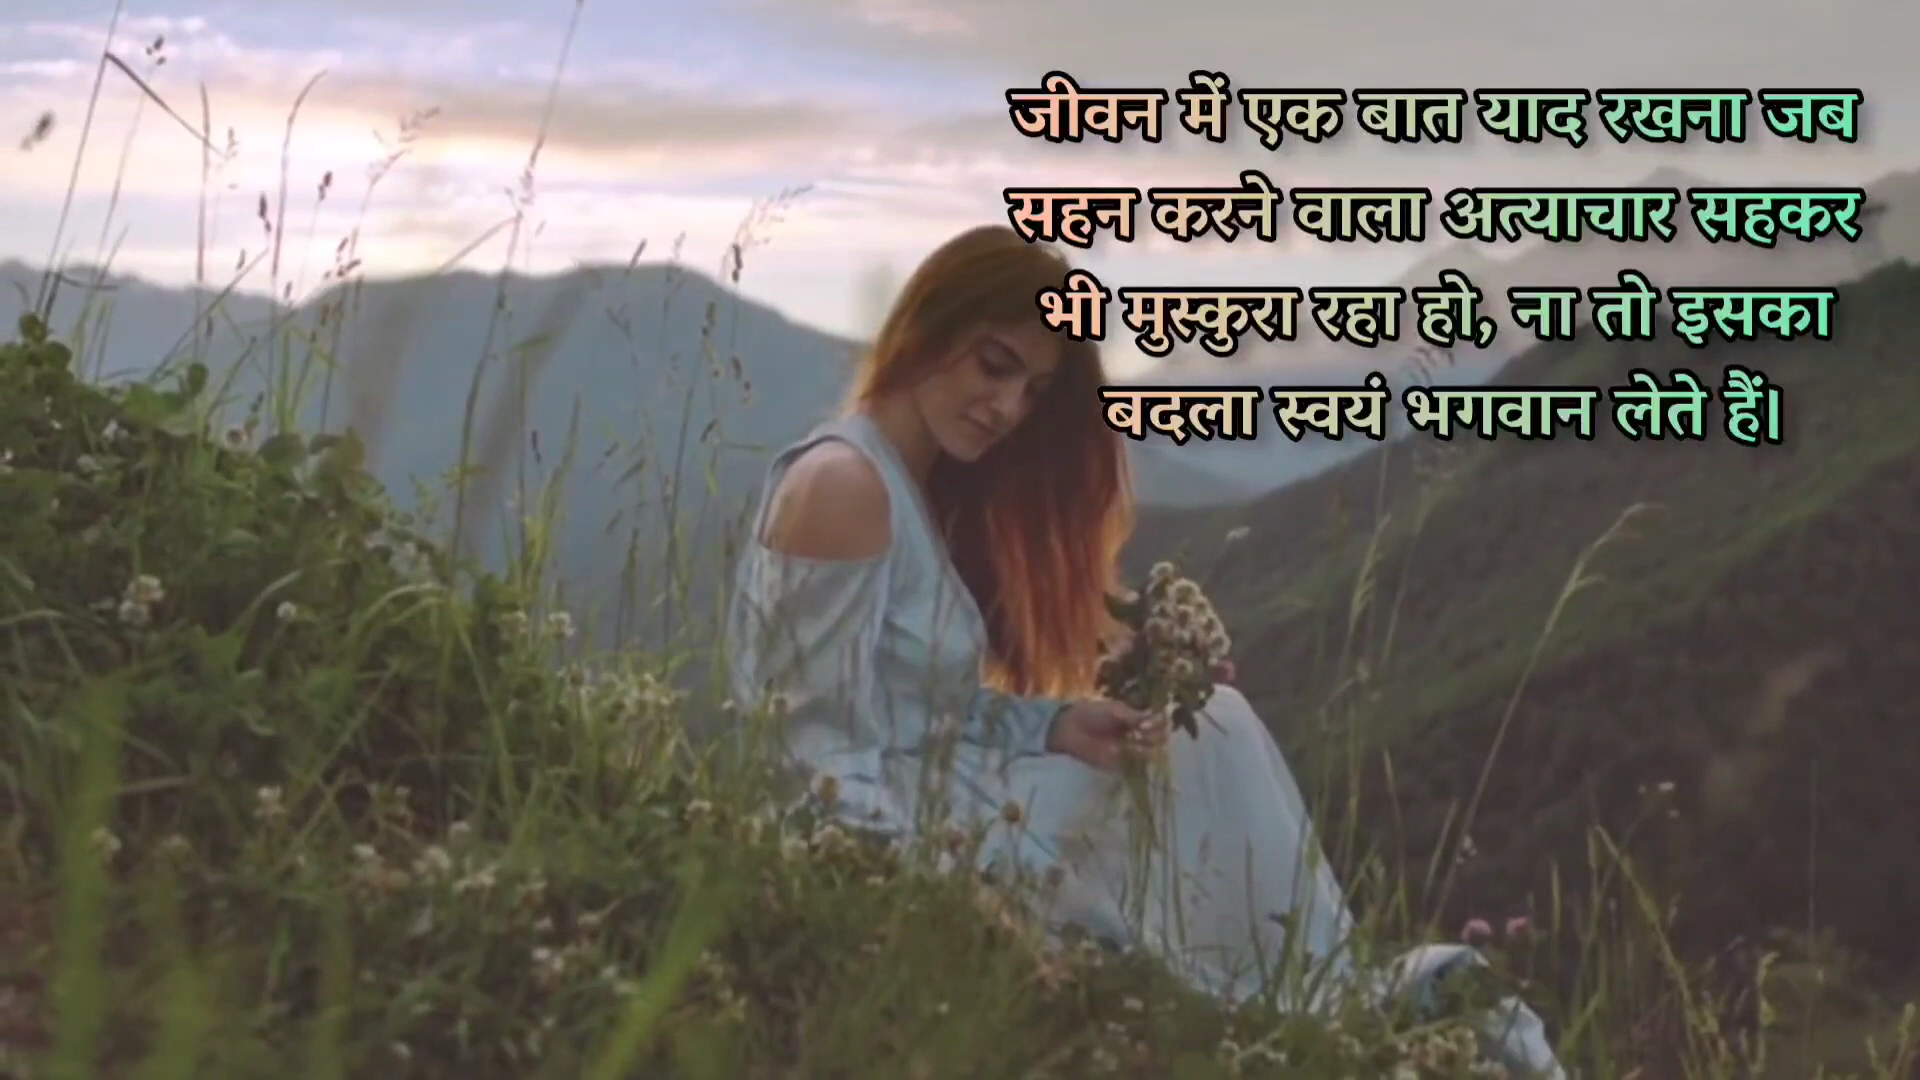 जीवन में एक बात याद रखना जब
सहन करने वाला अत्याचार सहकर
भी मुस्कुरा रहा हो, ना तो इसका
बदला स्वयं भगवान लेते हैं।